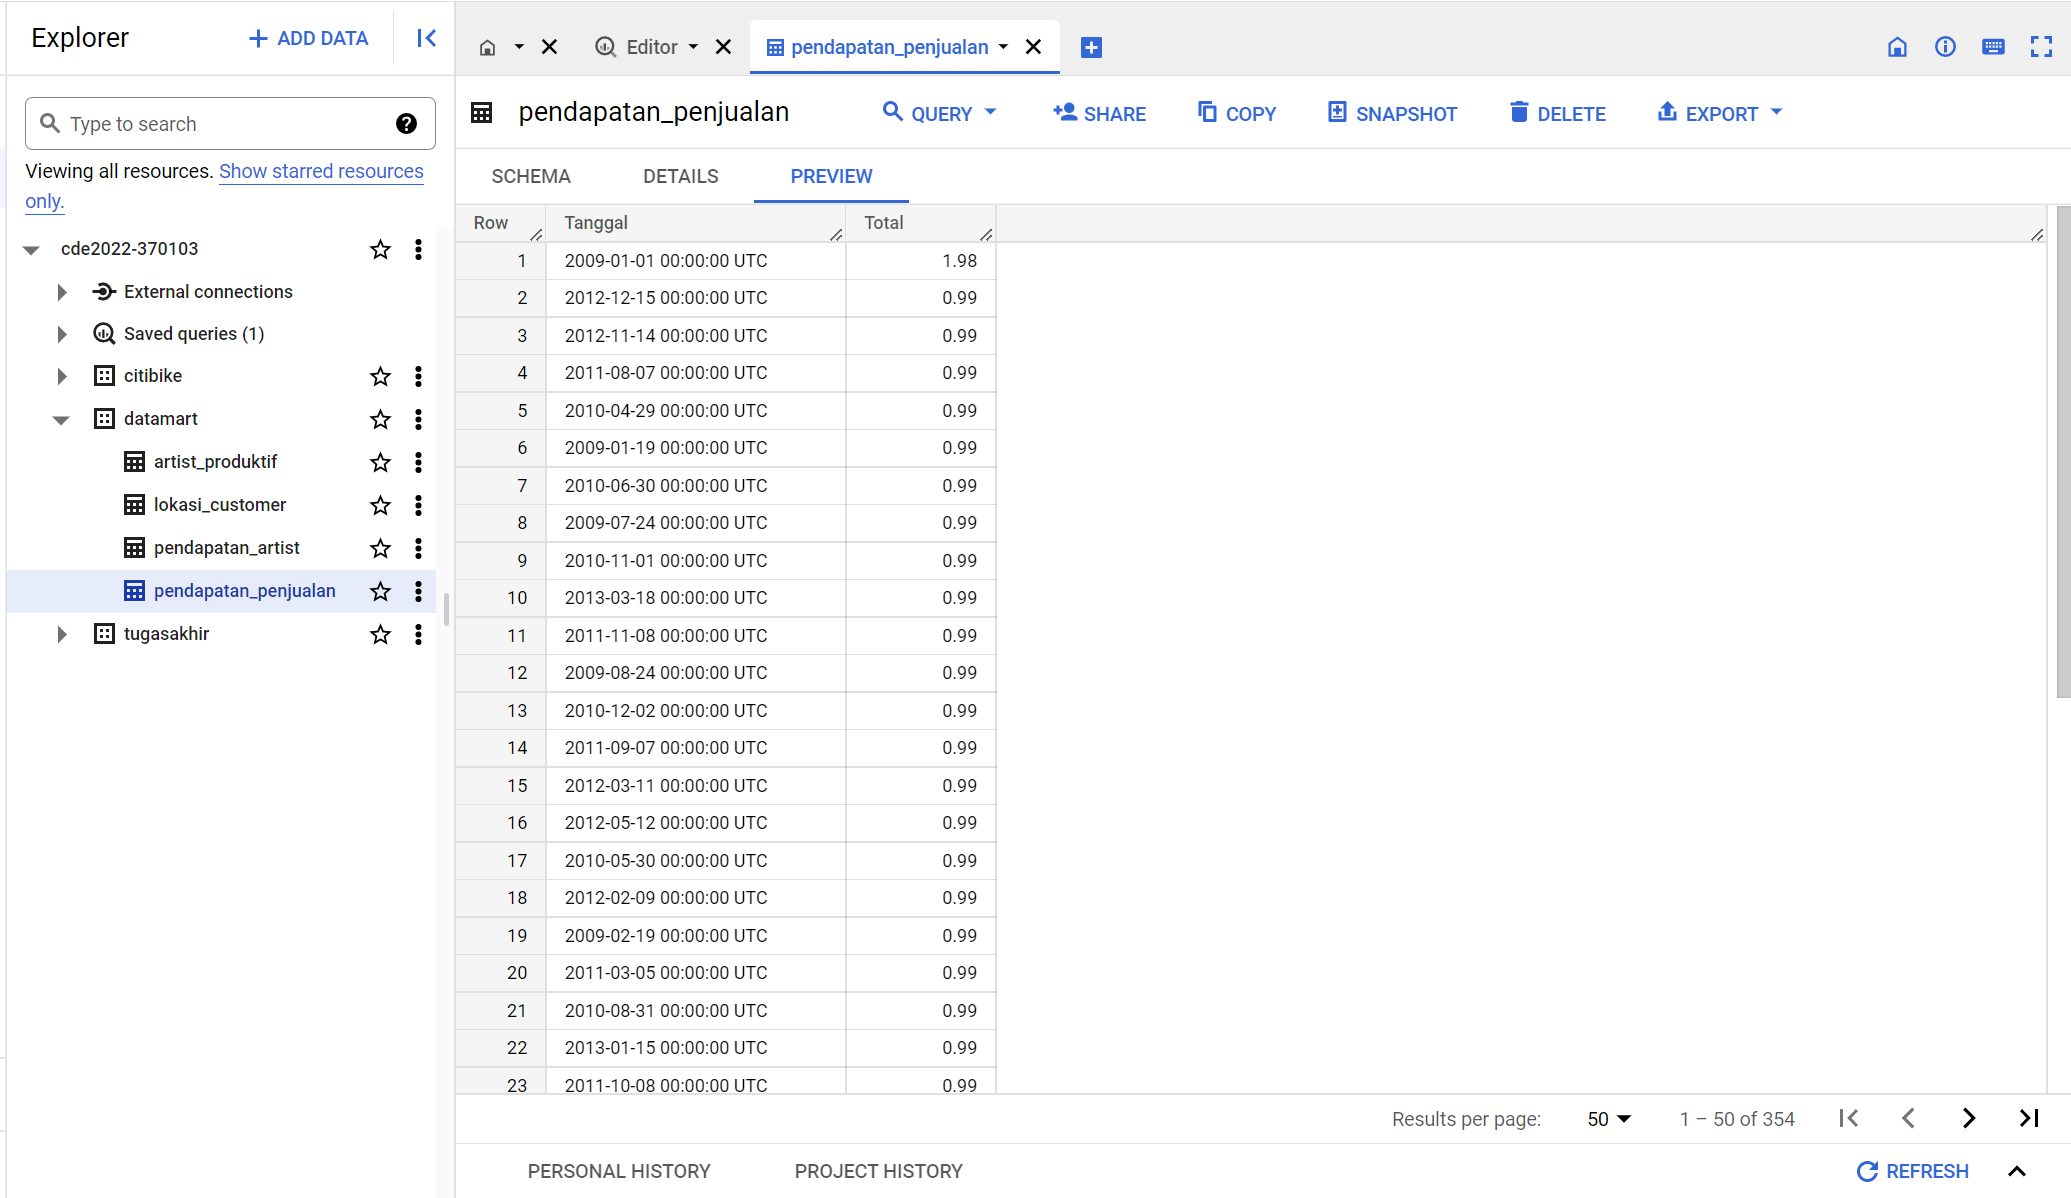 Explorer
ADD DATA
Type to search
Viewing all resources. Show starred resources
only.
cde2022-370103
External connections
Saved queries (1)
citibike
datamart
artist_produktif
lokasi_customer
pendapatan_artist
pendapatan_penjualan
tugasakhir
Editor
pendapatan_penjualan
pendapatan_penjualan
QUERY
SHARE
COPY
SNAPSHOT
DELETE
EXPORT
SCHEMA DETAILS PREVIEW
Row Tanggal Total
1 2009-01-01 00:00:00 UTC 1.98
2 2012-12-15 00:00:00 UTC 0.99
3 2012-11-14 00:00:00 UTC 0.99
4 2011-08-07 00:00:00 UTC 0.99
5 2010-04-29 00:00:00 UTC 0.99
6 2009-01-19 00:00:00 UTC 0.99
7 2010-06-30 00:00:00 UTC 0.99
8 2009-07-24 00:00:00 UTC 0.99
9 2010-11-01 00:00:00 UTC 0.99
10 2013-03-18 00:00:00 UTC 0.99
11 2011-11-08 00:00:00 UTC 0.99
12 2009-08-24 00:00:00 UTC 0.99
13 2010-12-02 00:00:00 UTC 0.99
14 2011-09-07 00:00:00 UTC 0.99
15 2012-03-11 00:00:00 UTC 0.99
16 2012-05-12 00:00:00 UTC 0.99
17 2010-05-30 00:00:00 UTC 0.99
18 2012-02-09 00:00:00 UTC 0.99
19 2009-02-19 00:00:00 UTC 0.99
20 2011-03-05 00:00:00 UTC 0.99
21 2010-08-31 00:00:00 UTC 0.99
22 2013-01-15 00:00:00 UTC 0.99
23 2011-10-08 00:00:00 UTC 0.99
Results per page: 50 1 – 50 of 354
PERSONAL HISTORY PROJECT HISTORY REFRESH